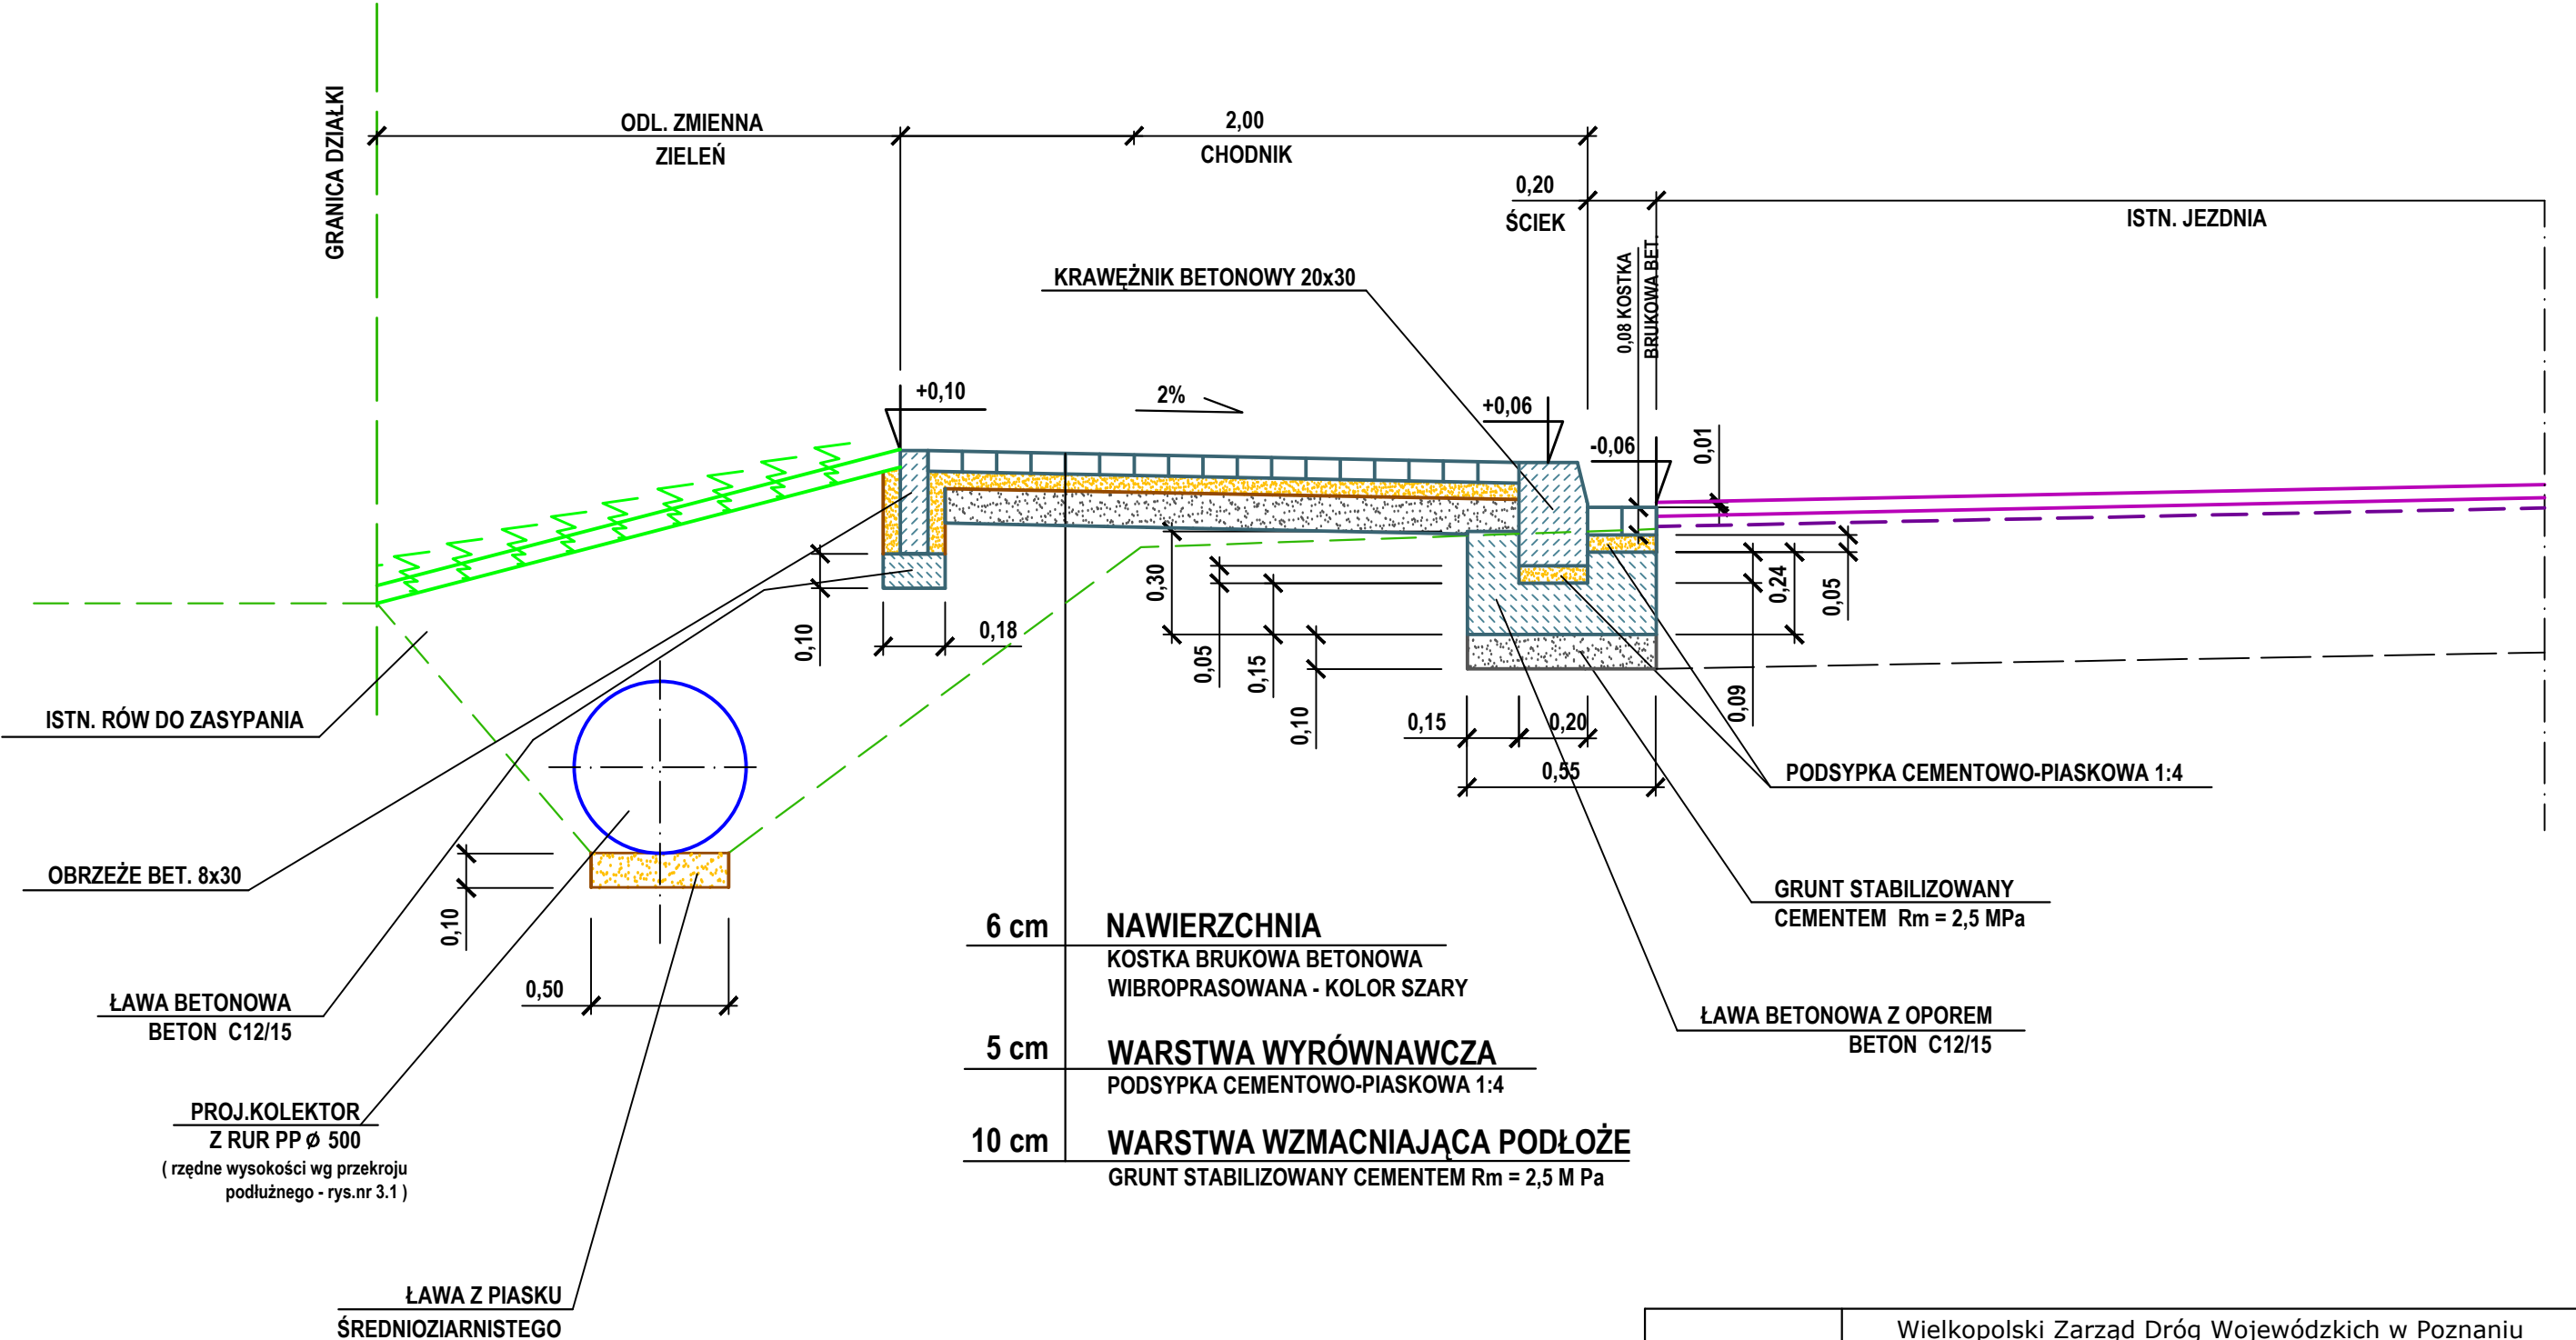 GRANICA DZIAŁKI
ODL. ZMIENNA
ZIELEŃ
2,00
CHODNIK
0,20
ŚCIEK
ISTN. JEZDNIA
0,08 KOSTKA
BRUKOWA BET.
KRAWĘŻNIK BETONOWY 20x30
+0,10
2%
+0,06
-0,06
0,01
0,10
0,18
0,30
0,05
0,15
0,10
0,24
0,05
0,09
0,15
0,20
0,55
ISTN. RÓW DO ZASYPANIA
PODSYPKA CEMENTOWO-PIASKOWA 1:4
OBRZEŻE BET. 8x30
0,10
0,50
GRUNT STABILIZOWANY
CEMENTEM Rm = 2,5 MPa
6 cm NAWIERZCHNIA
KOSTKA BRUKOWA BETONOWA
WIBROPRASOWANA - KOLOR SZARY
ŁAWA BETONOWA
BETON C12/15
ŁAWA BETONOWA Z OPOREM
BETON C12/15
5 cm WARSTWA WYRÓWNAWCZA
PODSYPKA CEMENTOWO-PIASKOWA 1:4
PROJ.KOLEKTOR
Z RUR PP Ø 500
( rzędne wysokości wg przekroju
podłużnego - rys.nr 3.1 )
10 cm WARSTWA WZMACNIAJĄCA PODŁOŻE
GRUNT STABILIZOWANY CEMENTEM Rm = 2,5 M Pa
ŁAWA Z PIASKU
ŚREDNIOZIARNISTEGO
Wielkopolski Zarząd Dróg Wojewódzkich w Poznaniu